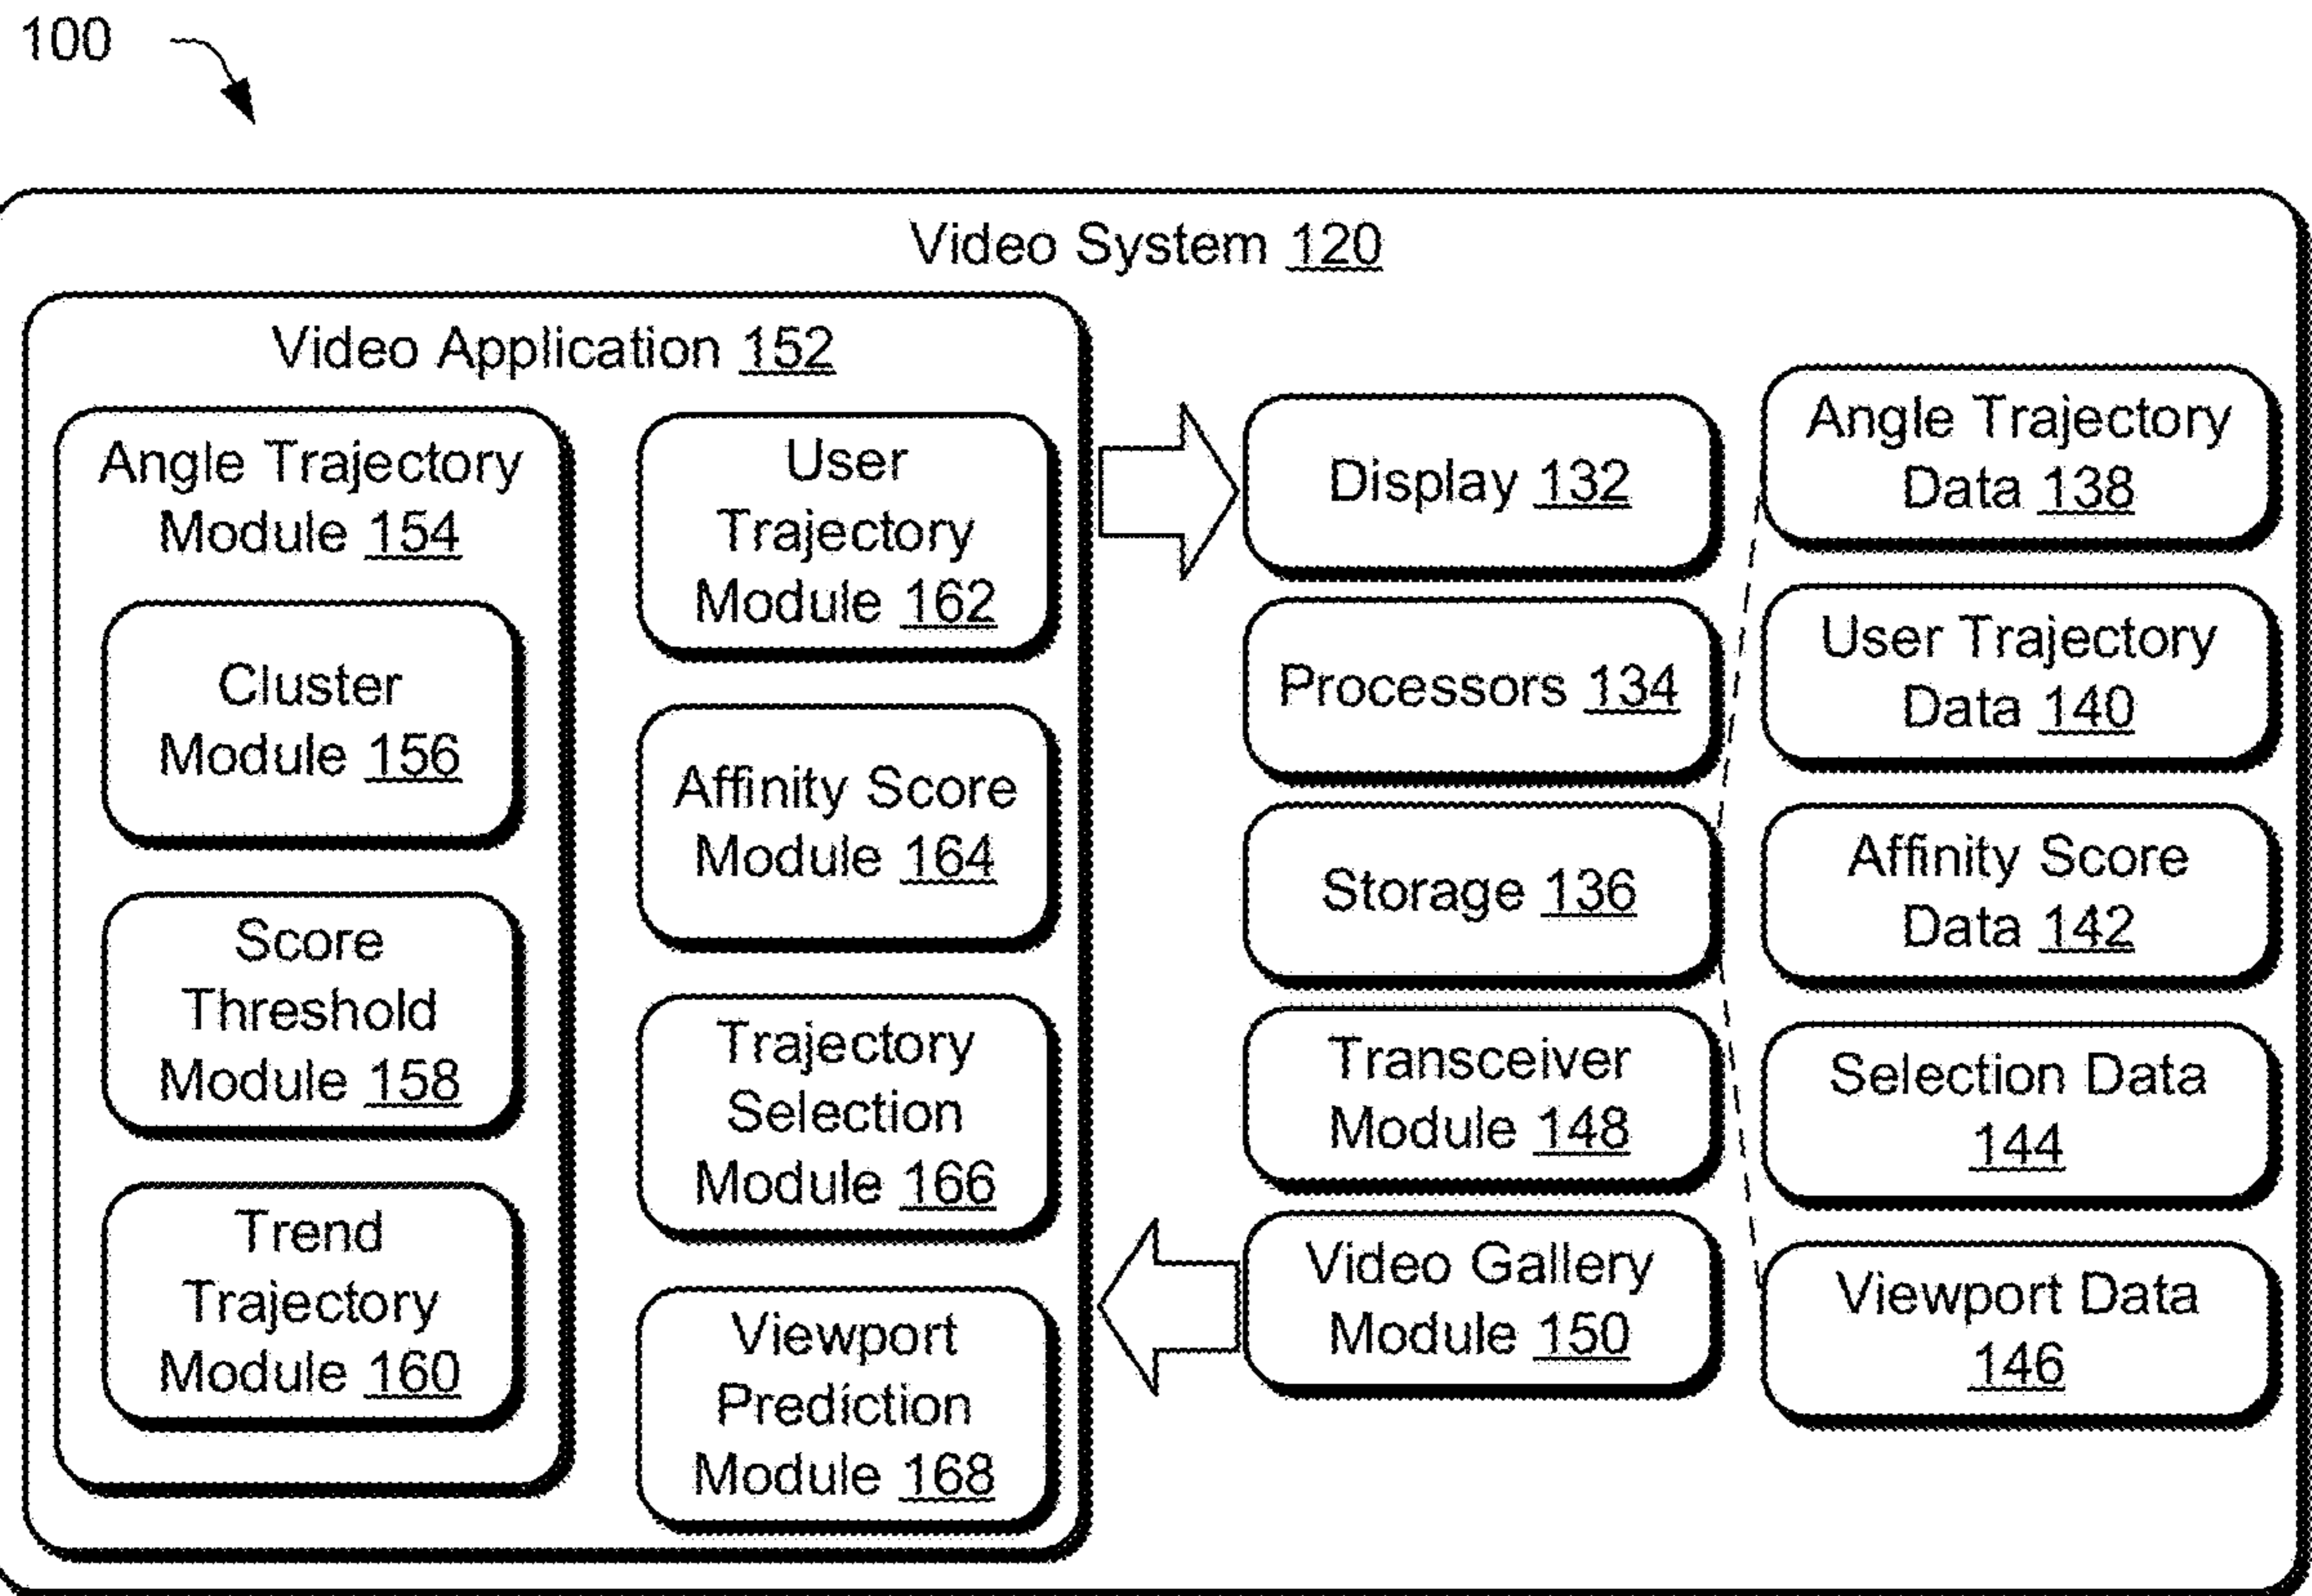 100
Video System 120
Video Application 152
Angle Trajectory
Module 154
Cluster
Module 156
Score
Threshold
Module 158
Trend
Trajectory
Module 160
User
Trajectory
Module 162
Affinity Score
Module 164
Trajectory
Selection
Module 166
Viewport
Prediction
Module 168
Display 132
Processors 134
Storage 136
Transceiver
Module 148
Video Gallery
Module 150
Angle Trajectory
Data 138
User Trajectory
Data 140
Affinity Score
Data 142
Selection Data
144
Viewport Data
146